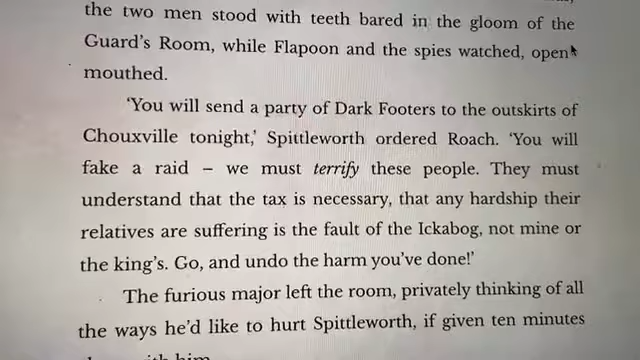 the two men stood with teeth bared in the gloom of the
Guard's Room, while Flapoon and the spies watched, open
mouthed.
'You will send a party of Dark Footers to the outskirts of
Chouxville tonight,' Spittleworth ordered Roach. 'You will
fake a raid – we must terrify these people. They must
understand that the tax is necessary, that any hardship their
relatives are suffering is the fault of the Ickabog, not mine or
the king's. Go, and undo the harm you've done!'
The furious major left the room, privately thinking of all
the ways he'd like to hurt Spittleworth, if given ten minutes
with him